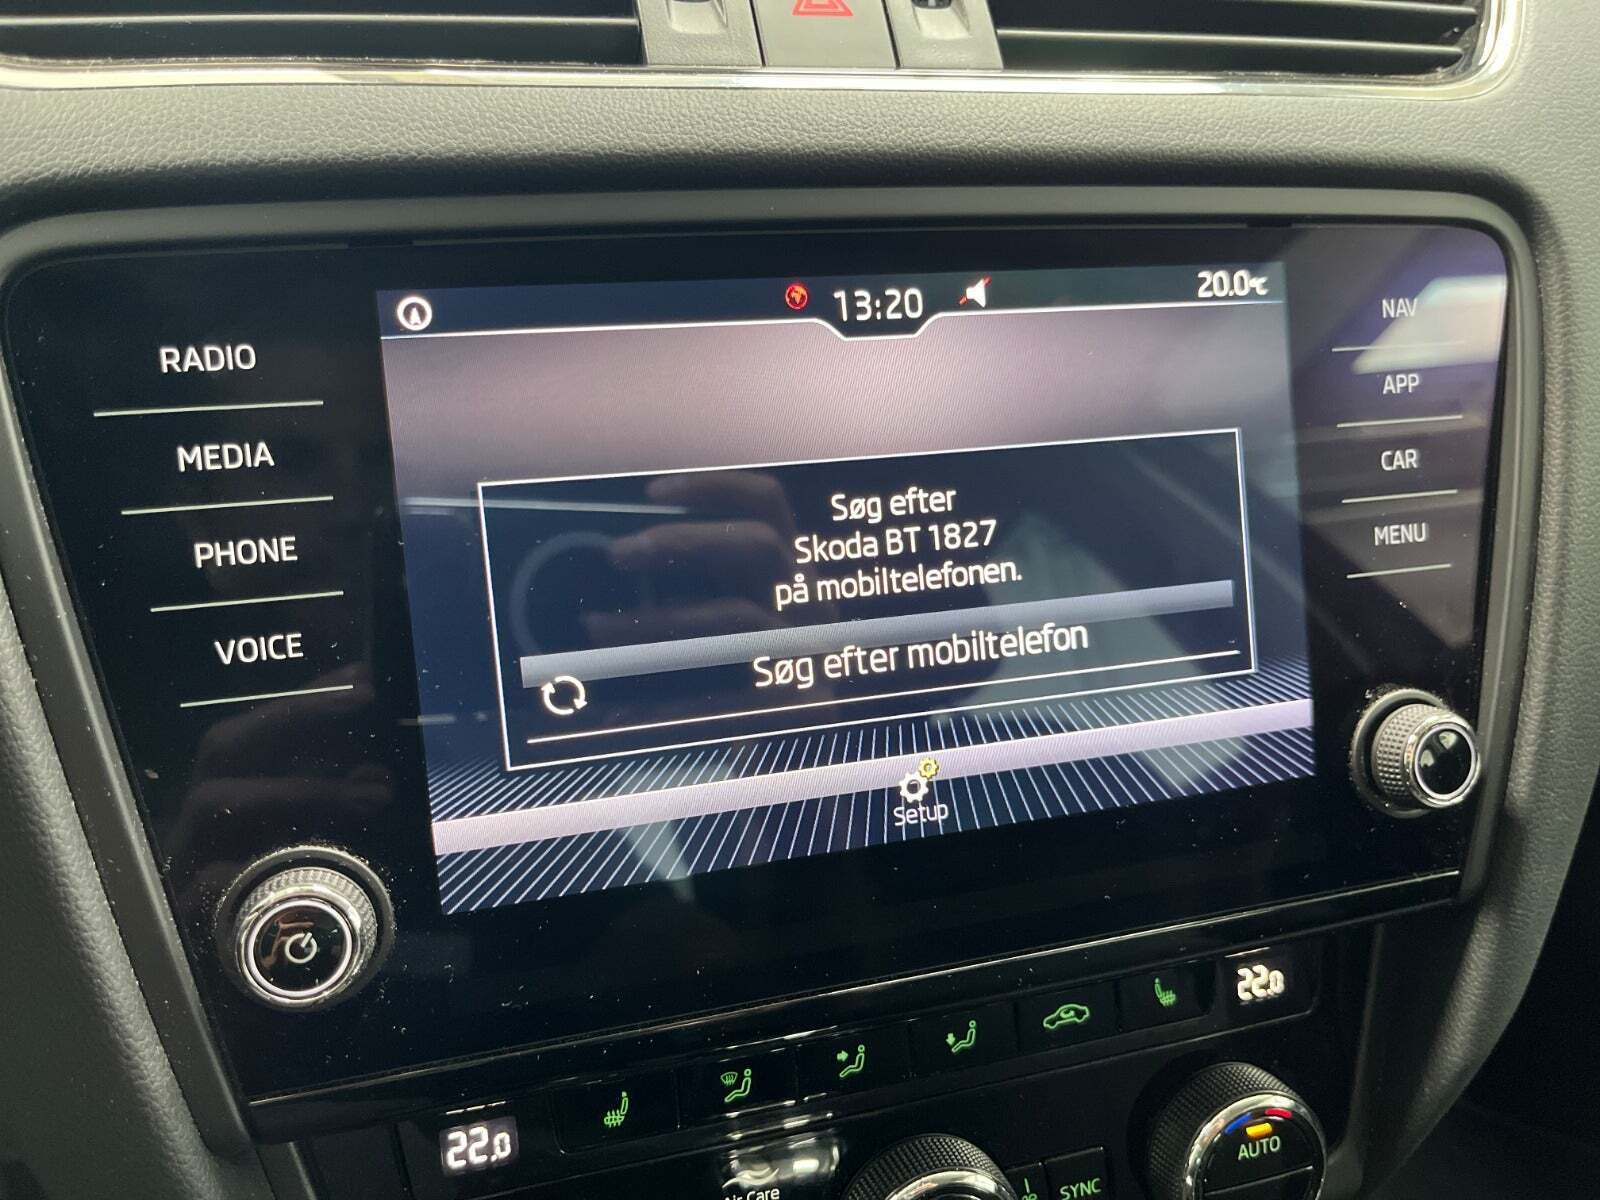 13:20
20.0°C
RADIO
MEDIA
PHONE
VOICE
NAV
APP
CAR
MENU
Søg efter
Skoda BT 1827
på mobiltelefonen.
Søg efter mobiltelefon
Setup
22.0
22.0
Care
SYNC
AUTO